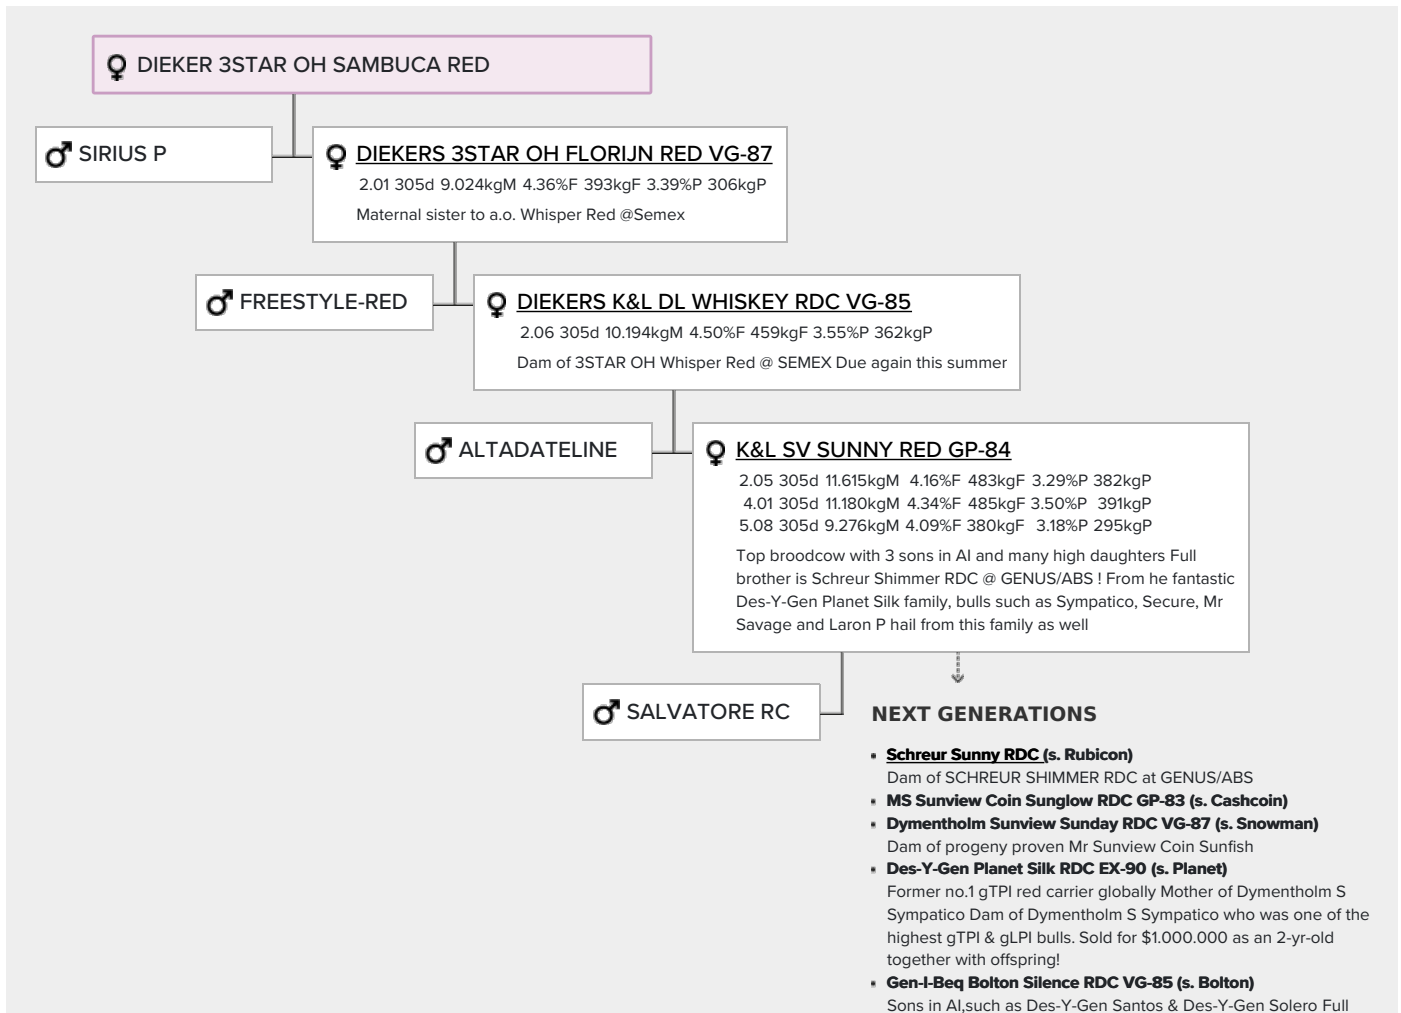 DIEKER 3STAR OH SAMBUCA RED
SIRIUS P
DIEKERS 3STAR OH FLORIJN RED VG-87
2.01 305d 9.024kgM 4.36%F 393kgF 3.39%P 306kgP
Maternal sister to a.o. Whisper Red @Semex
FREESTYLE-RED
DIEKERS K&L DL WHISKEY RDC VG-85
2.06 305d 10.194kgM 4.50%F 459kgF 3.55%P 362kgP
Dam of 3STAR OH Whisper Red @ SEMEX Due again this summer
ALTADATELINE
K&L SV SUNNY RED GP-84
2.05 305d 11.615kgM 4.16%F 483kgF 3.29%P 382kgP
4.01 305d 11.180kgM 4.34%F 485kgF 3.50%P 391kgP
5.08 305d 9.276kgM 4.09%F 380kgF 3.18%P 295kgP
Top broodcow with 3 sons in AI and many high daughters Full
brother is Schreur Shimmer RDC @ GENUS/ABS ! From he fantastic
Des-Y-Gen Planet Silk family, bulls such as Sympatico, Secure, Mr
Savage and Laron P hail from this family as well
SALVATORE RC
NEXT GENERATIONS
Schreur Sunny RDC (s. Rubicon)
Dam of SCHREUR SHIMMER RDC at GENUS/ABS
MS Sunview Coin Sunglow RDC GP-83 (s. Cashcoin)
Dymentholm Sunview Sunday RDC VG-87 (s. Snowman)
Dam of progeny proven Mr Sunview Coin Sunfish
Des-Y-Gen Planet Silk RDC EX-90 (s. Planet)
Former no.1 gTPI red carrier globally Mother of Dymentholm S
Sympatico Dam of Dymentholm S Sympatico who was one of the
highest gTPI & gLPI bulls. Sold for $1.000.000 as an 2-yr-old
together with offspring!
Gen-I-Beq Bolton Silence RDC VG-85 (s. Bolton)
Sons in AI,such as Des-Y-Gen Santos & Des-Y-Gen Solero Full